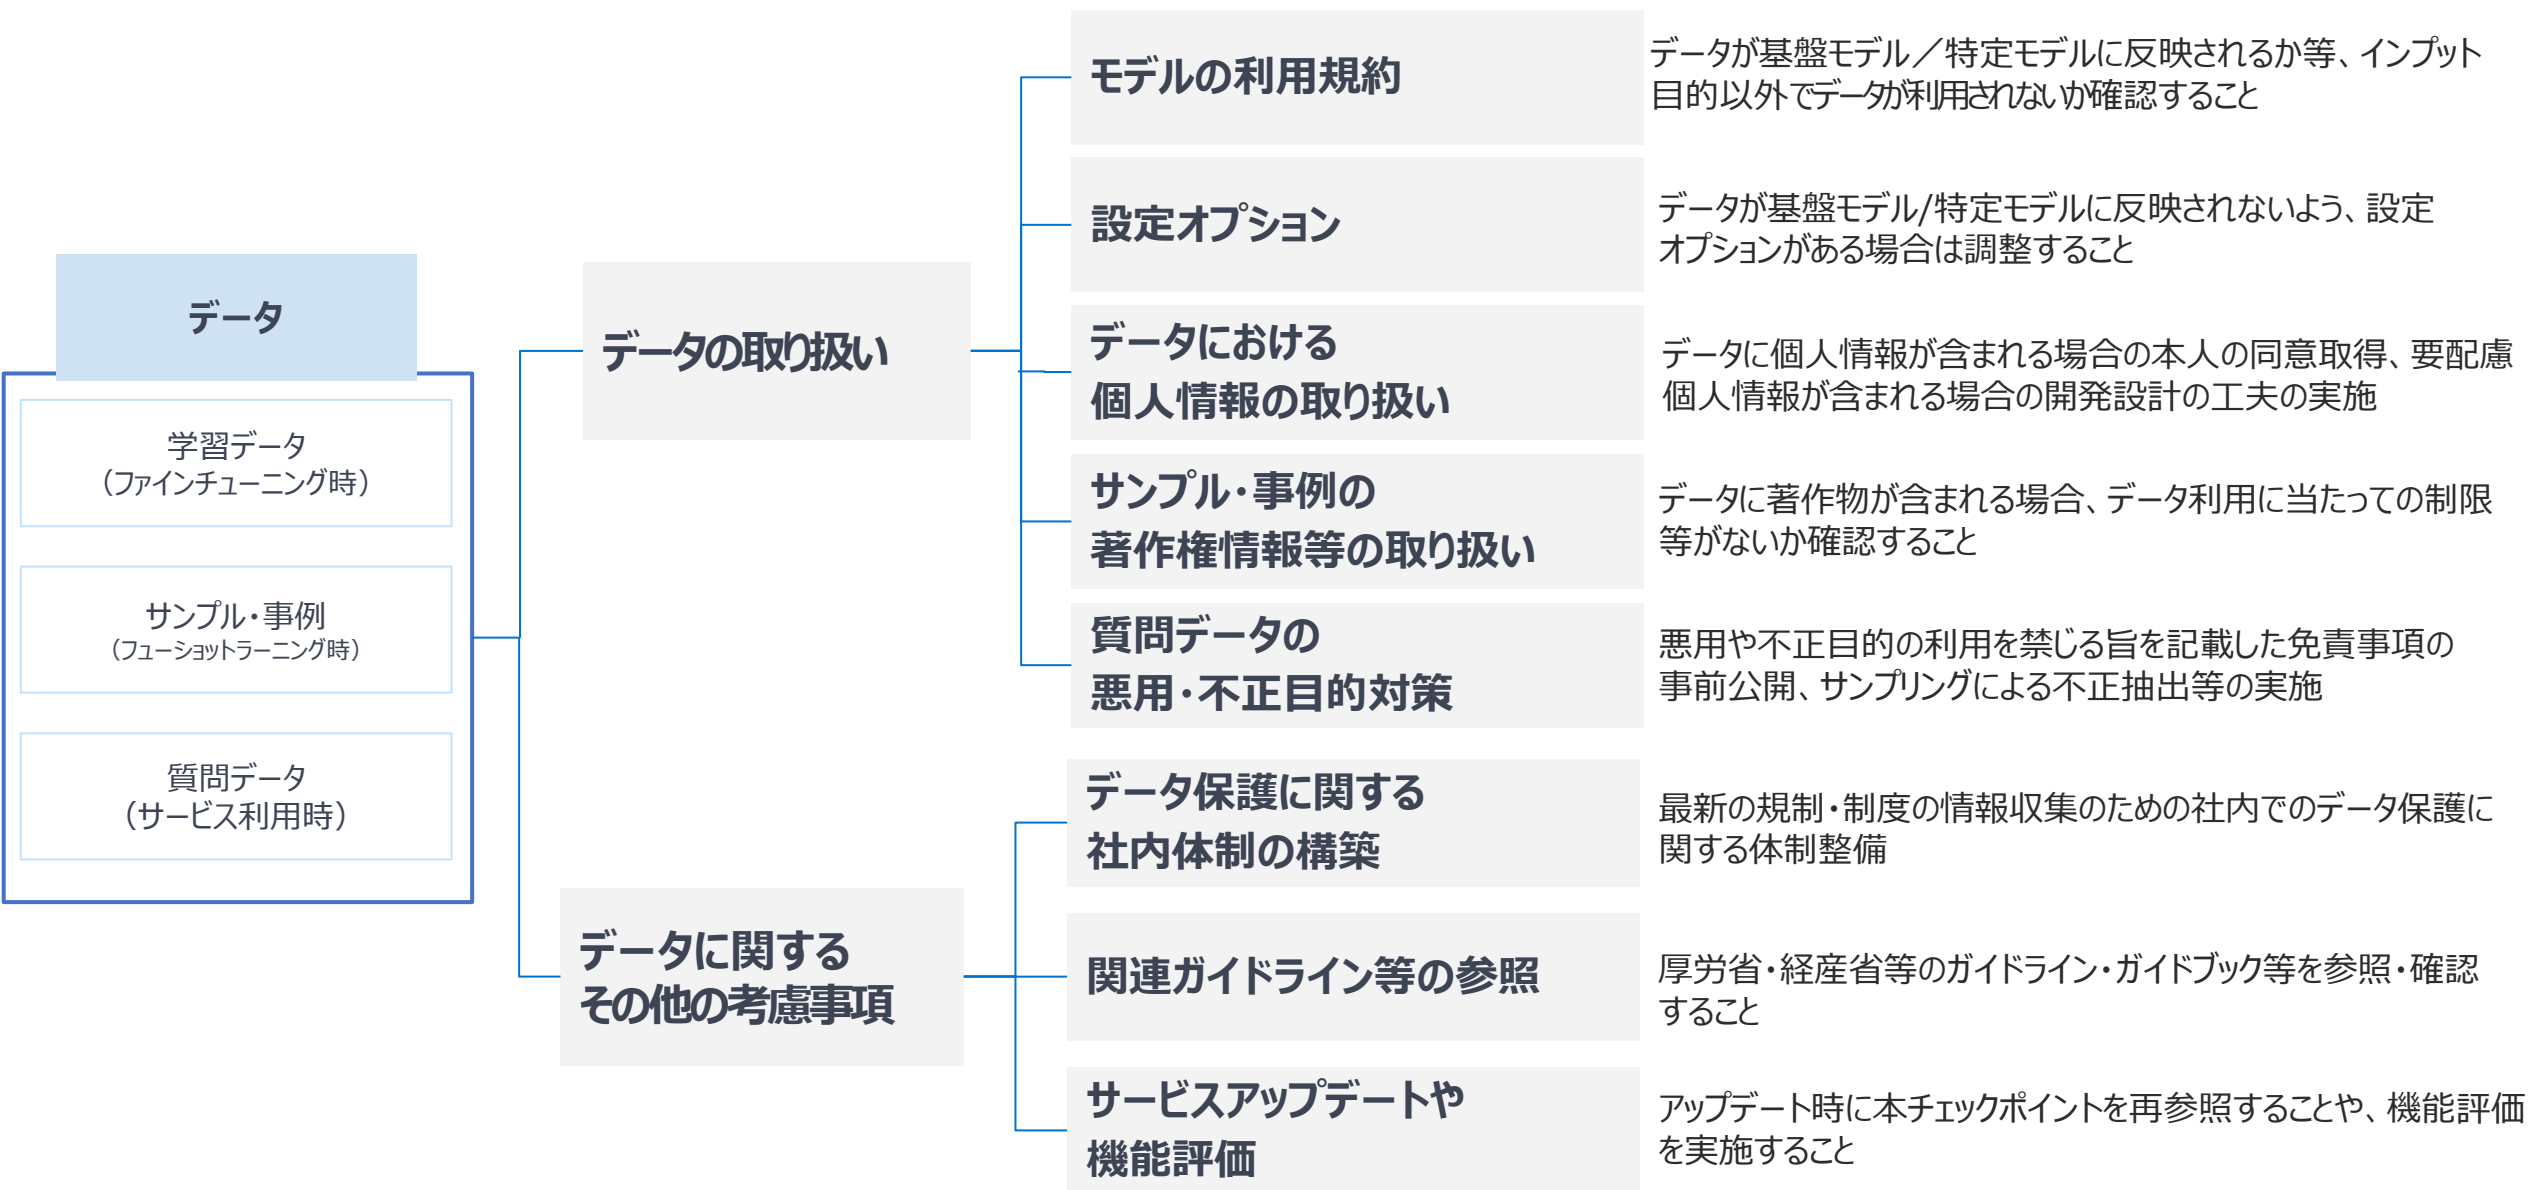 データ
学習データ
（ファインチューニング時）
サンプル・事例
（フューショットラーニング時）
質問データ
（サービス利用時）
データの取り扱い
モデルの利用規約
データが基盤モデル／特定モデルに反映されるか等、インプット
目的以外でデータが利用されないか確認すること
設定オプション
データが基盤モデル/特定モデルに反映されないよう、設定
オプションがある場合は調整すること
データにおける
個人情報の取り扱い
データに個人情報が含まれる場合の本人の同意取得、要配慮
個人情報が含まれる場合の開発設計の工夫の実施
サンプル・事例の
著作権情報等の取り扱い
データに著作物が含まれる場合、データ利用に当たっての制限
等がないか確認すること
質問データの
悪用・不正目的対策
悪用や不正目的の利用を禁じる旨を記載した免責事項の
事前公開、サンプリングによる不正抽出等の実施
データに関する
その他の考慮事項
データ保護に関する
社内体制の構築
最新の規制・制度の情報収集のための社内でのデータ保護に
関する体制整備
関連ガイドライン等の参照
厚労省・経産省等のガイドライン・ガイドブック等を参照・確認
すること
サービスアップデートや
機能評価
アップデート時に本チェックポイントを再参照することや、機能評価
を実施すること